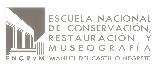 ESCUELA NACIONAL
DE CONSERVACIÓN,
RESTAURACIÓN Y
MUSEOGRAFÍA
ENCRyM MANUEL DEL CASTILLO NEGRETE